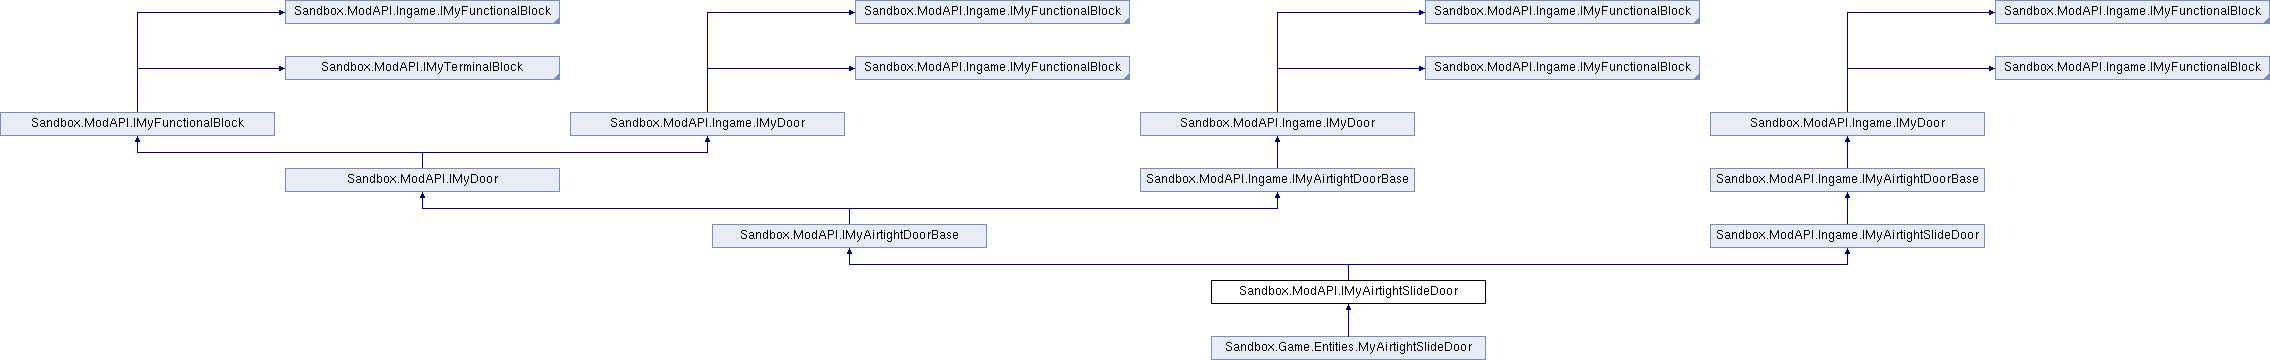 Sandbox.ModAPI.Ingame.IMyFunctionalBlock
Sandbox.ModAPI.Ingame.IMyFunctionalBlock
Sandbox.ModAPI.Ingame.IMyFunctionalBlock
Sandbox.ModAPI.Ingame.IMyFunctionalBlock
Sandbox.ModAPI.IMyTerminalBlock
Sandbox.ModAPI.Ingame.IMyFunctionalBlock
Sandbox.ModAPI.Ingame.IMyFunctionalBlock
Sandbox.ModAPI.Ingame.IMyFunctionalBlock
Sandbox.ModAPI.IMyFunctionalBlock
Sandbox.ModAPI.Ingame.IMyDoor
Sandbox.ModAPI.Ingame.IMyDoor
Sandbox.ModAPI.Ingame.IMyDoor
Sandbox.ModAPI.IMyDoor
Sandbox.ModAPI.Ingame.IMyAirtightDoorBase
Sandbox.ModAPI.Ingame.IMyAirtightDoorBase
Sandbox.ModAPI.IMyAirtightDoorBase
Sandbox.ModAPI.Ingame.IMyAirtightSlideDoor
Sandbox.ModAPI.IMyAirtightSlideDoor
Sandbox.Game.Entities.MyAirtightSlideDoor